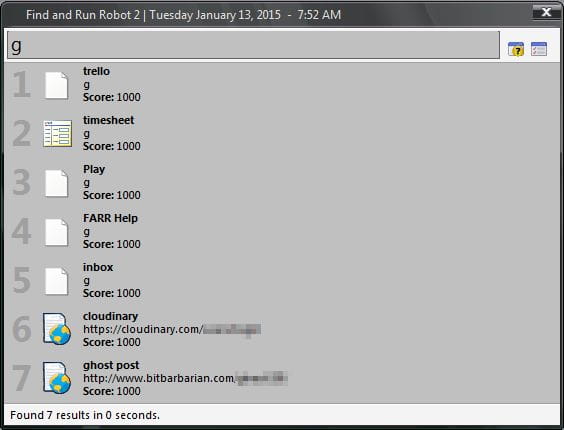 Find and Run Robot 2 | Tuesday January 13, 2015 - 7:52 AM
g
1
trello
g
Score: 1000
2
timesheet
g
Score: 1000
3
Play
g
Score: 1000
4
FARR Help
g
Score: 1000
5
inbox
g
Score: 1000
6
cloudinary
https://cloudinary.com/
Score: 1000
7
ghost post
http://www.bitbarbarian.com/
Score: 1000
Found 7 results in 0 seconds.